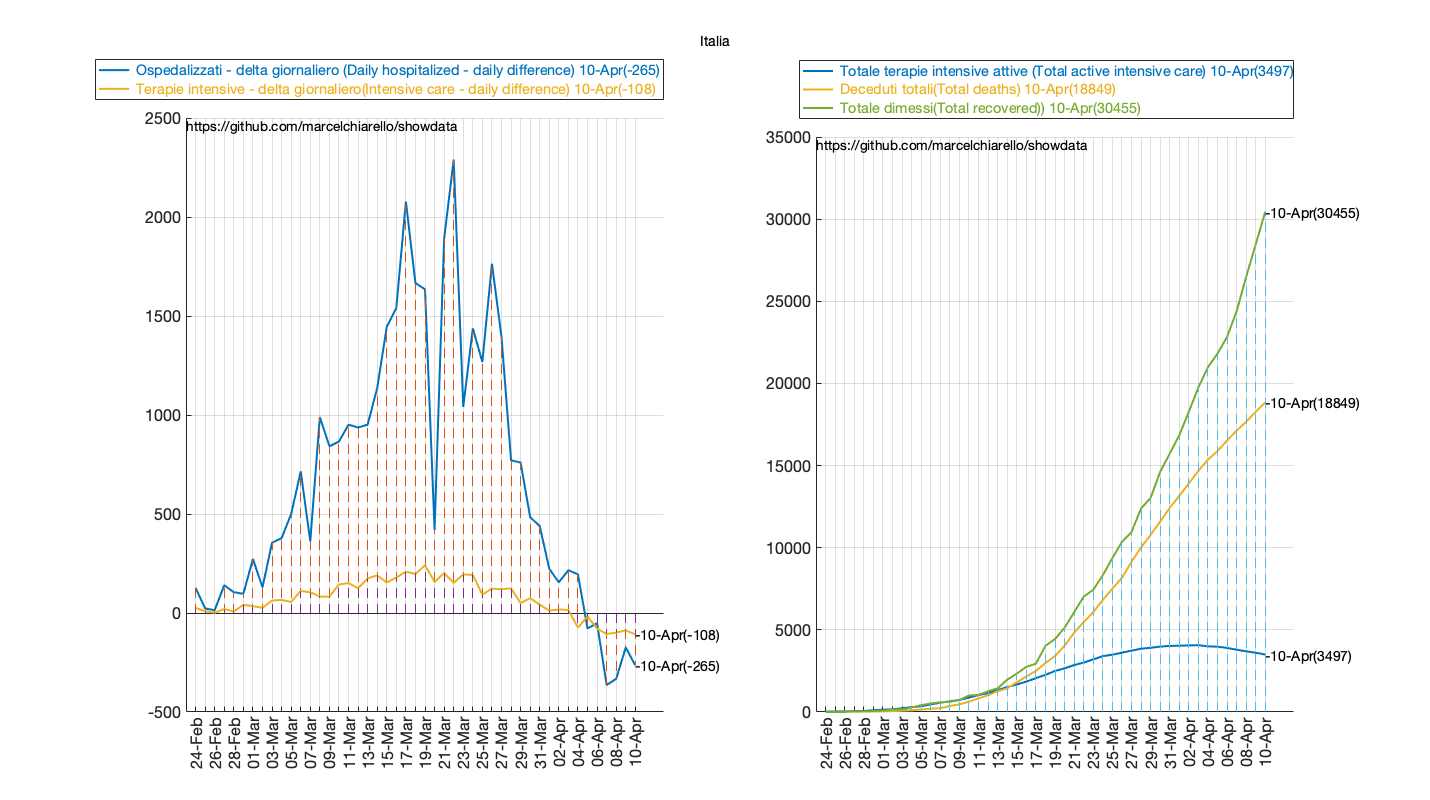 Italia
Ospedalizzati - delta giornaliero (Daily hospitalized - daily difference) 10-Apr(-265)
Terapie intensive - delta giornaliero(Intensive care - daily difference) 10-Apr(-108)
https://github.com/marcelchiarello/showdata
2500
2000
1500
1000
500
0
-500
10-Apr(-108)
10-Apr(-265)
24-Feb
26-Feb
28-Feb
01-Mar
03-Mar
05-Mar
07-Mar
09-Mar
11-Mar
13-Mar
15-Mar
17-Mar
19-Mar
21-Mar
23-Mar
25-Mar
27-Mar
29-Mar
31-Mar
02-Apr
04-Apr
06-Apr
08-Apr
10-Apr
Totale terapie intensive attive (Total active intensive care) 10-Apr(3497)
Deceduti totali(Total deaths) 10-Apr(18849)
Totale dimessi(Total recovered)) 10-Apr(30455)
https://github.com/marcelchiarello/showdata
35000
30000
25000
20000
15000
10000
5000
0
10-Apr(30455)
10-Apr(18849)
10-Apr(3497)
24-Feb
26-Feb
28-Feb
01-Mar
03-Mar
05-Mar
07-Mar
09-Mar
11-Mar
13-Mar
15-Mar
17-Mar
19-Mar
21-Mar
23-Mar
25-Mar
27-Mar
29-Mar
31-Mar
02-Apr
04-Apr
06-Apr
08-Apr
10-Apr